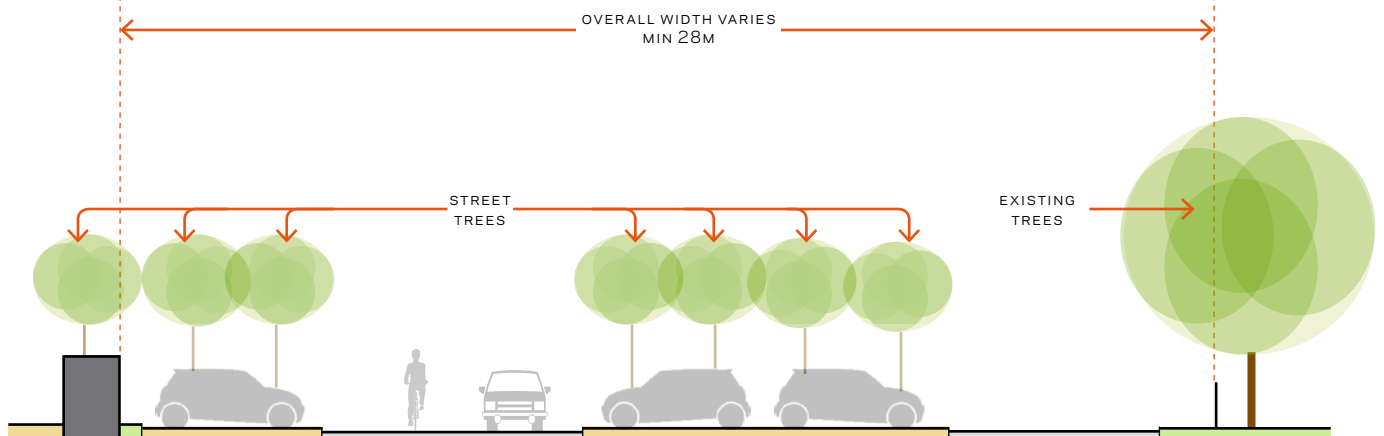 OVERALL WIDTH VARIES
MIN 28M
STREET
TREES
EXISTING
TREES